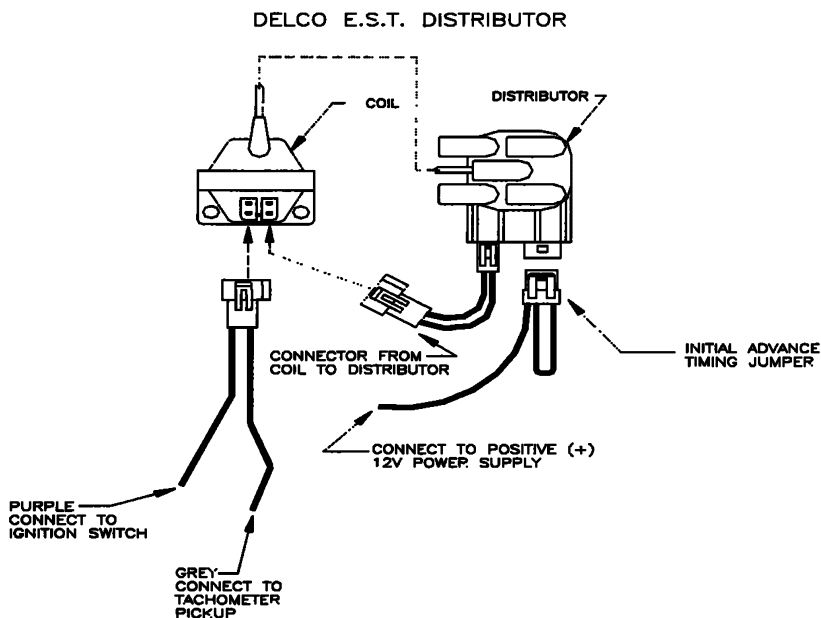 DELCO E.S.T. DISTRIBUTOR
COIL
DISTRIBUTOR
CONNECTOR FROM
COIL TO DISTRIBUTOR
INITIAL ADVANCE
TIMING JUMPER
CONNECT TO POSITIVE (+)
12V POWER SUPPLY
PURPLE
CONNECT TO
IGNITION SWITCH
GREY
CONNECT TO
TACHOMETER
PICKUP